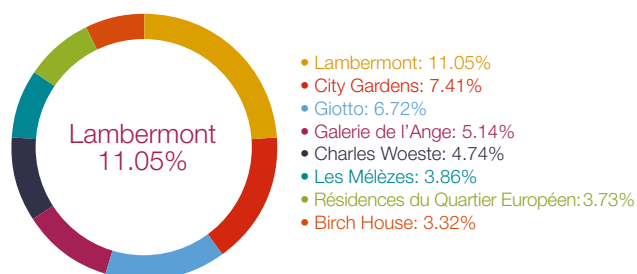 Lambermont
11.05%
• Lambermont: 11.05%
• City Gardens: 7.41%
• Giotto: 6.72%
• Galerie de l'Ange: 5.14%
• Charles Woeste: 4.74%
• Les Mélèzes: 3.86%
• Résidences du Quartier Européen: 3.73%
• Birch House: 3.32%